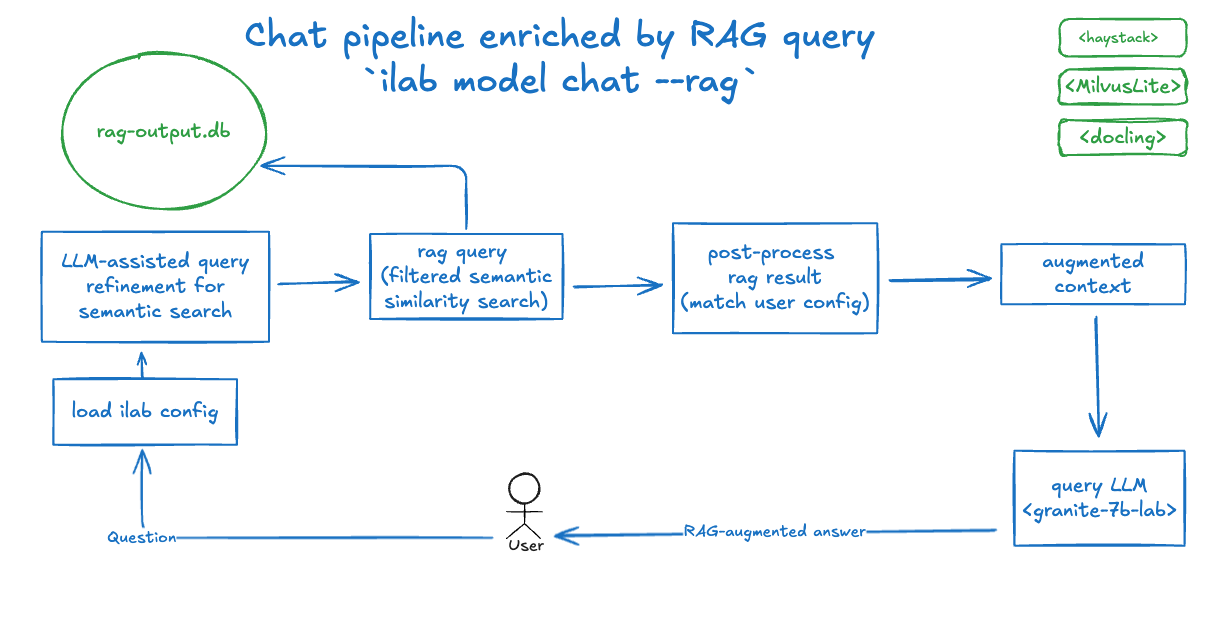 Chat pipeline enriched by RAG query
`ilab model chat --rag`
<haystack>
<MilvusLite>
<docling>
rag-output.db
LLM-assisted query
refinement for
semantic search
rag query
(filtered semantic
similarity search)
post-process
rag result
(match user config)
augmented
context
load ilab config
query LLM
<granite-7b-lab>
Question
User
RAG-augmented answer